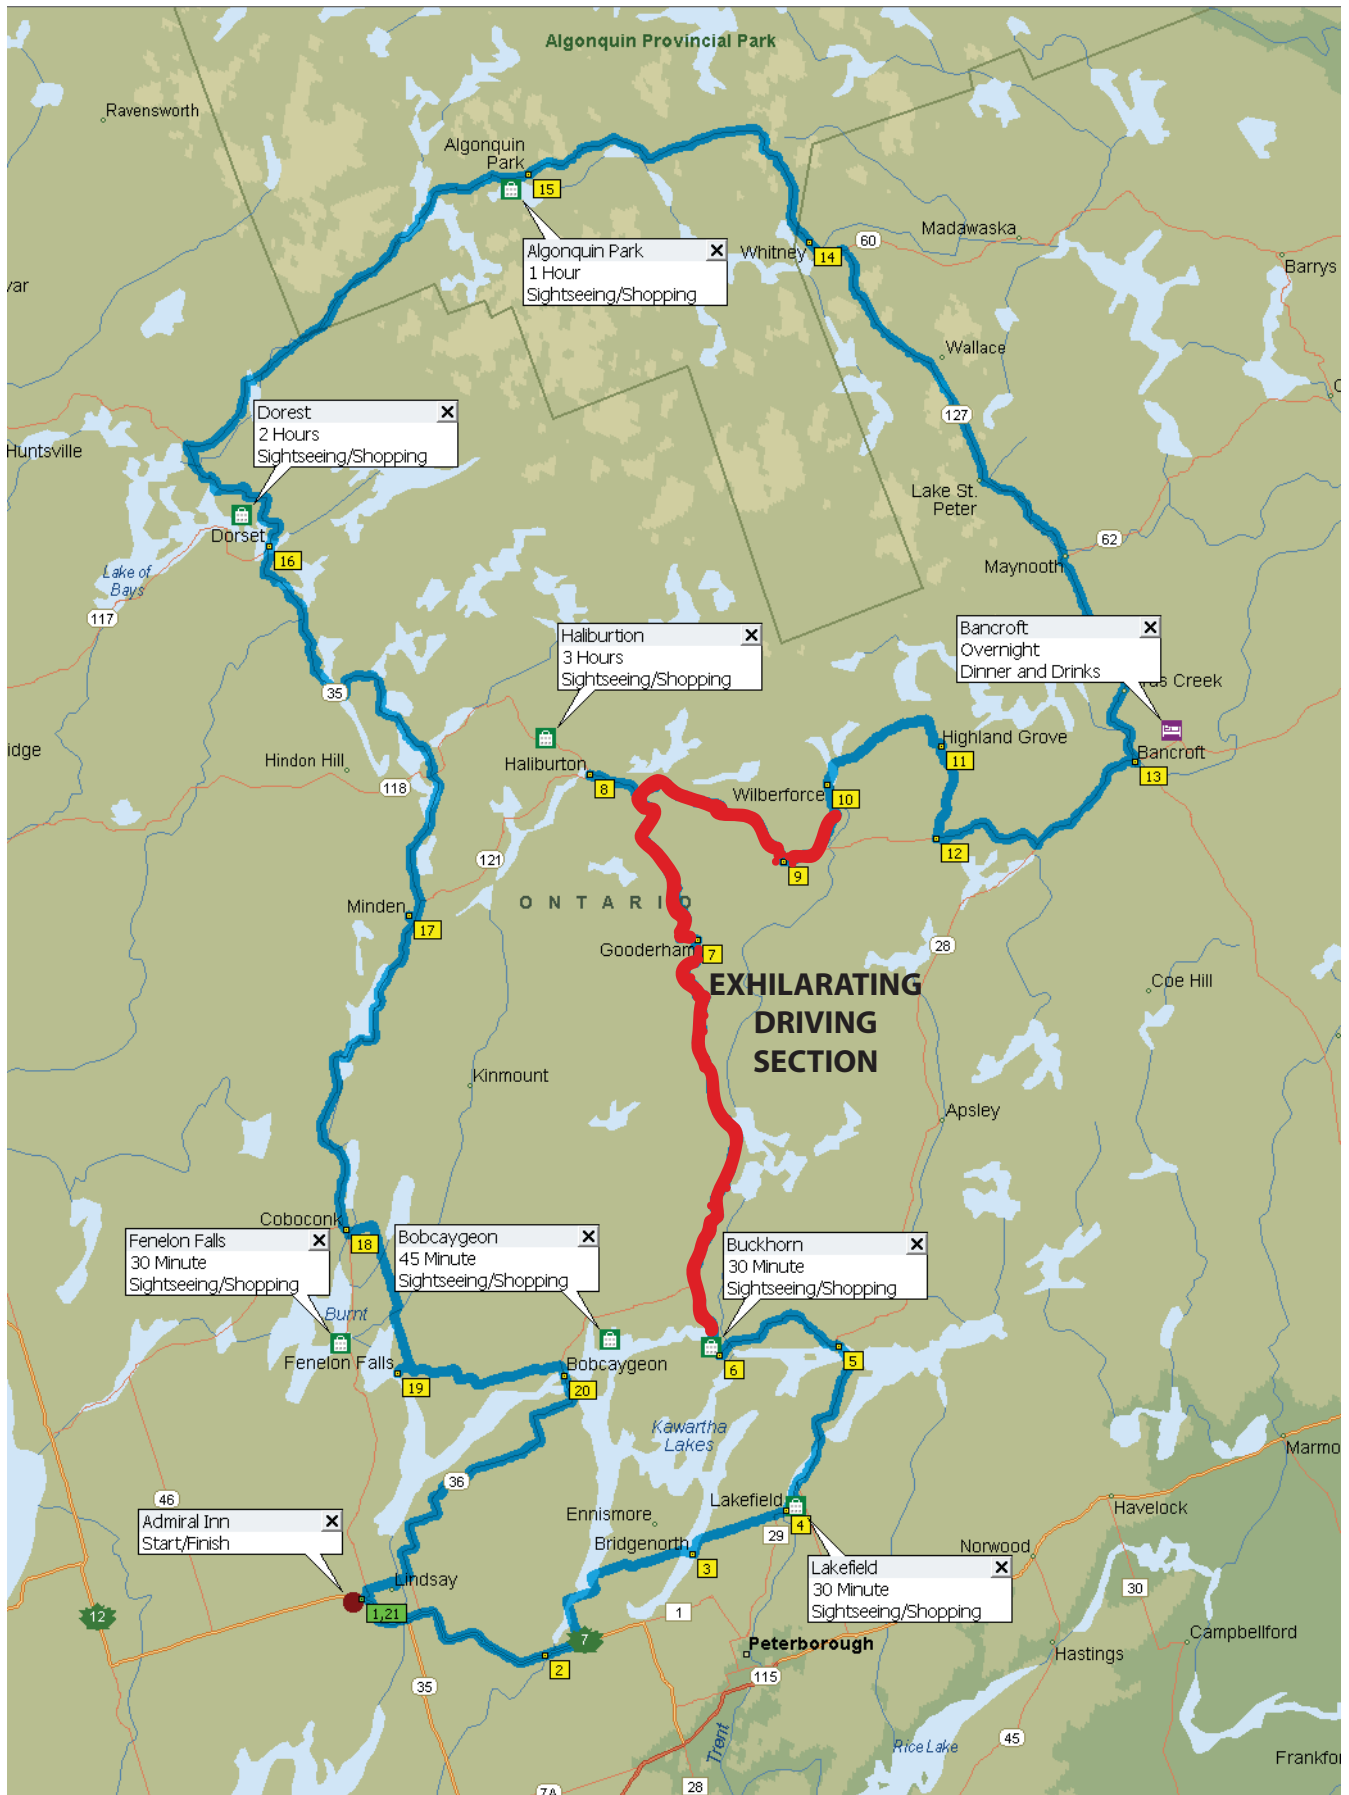 Algonquin Provincial Park
Ravensworth
Algonquin
Park
15
Algonquin Park
1 Hour
Sightseeing/Shopping
Whitney
14
60
Madawaska
Barrys
var
Wallace
127
Dorest
2 Hours
Sightseeing/Shopping
Huntsville
Lake St.
Peter
Dorset
16
62
Maynooth
Lake of
Bays
117
Haliburtion
3 Hours
Sightseeing/Shopping
Bancroft
Overnight
Dinner and Drinks
35
Creek
idge
Hindon Hill
Haliburton
8
118
Highland Grove
11
Bancroft
13
Wilberforce
10
12
121
9
ONTARIO
Minden
17
Gooderham
7
28
EXHILARATING
DRIVING
SECTION
Coe Hill
Kinmount
Apsley
Coboconk
18
Fenelon Falls
30 Minute
Sightseeing/Shopping
Bobcaygeon
45 Minute
Sightseeing/Shopping
Buckhorn
30 Minute
Sightseeing/Shopping
Burnt
Fenelon Falls
19
Bobcaygeon
20
6
5
Kawartha
Lakes
Marmo
36
46
Admiral Inn
Start/Finish
Ennismore
Lakefield
4
29
Havelock
Bridgenorth
3
Norwood
Lindsay
1,21
Lakefield
30 Minute
Sightseeing/Shopping
30
12
1
7
2
Peterborough
Campbellford
Hastings
35
115
Trent
Rice Lake
45
Frankfo
28
7A